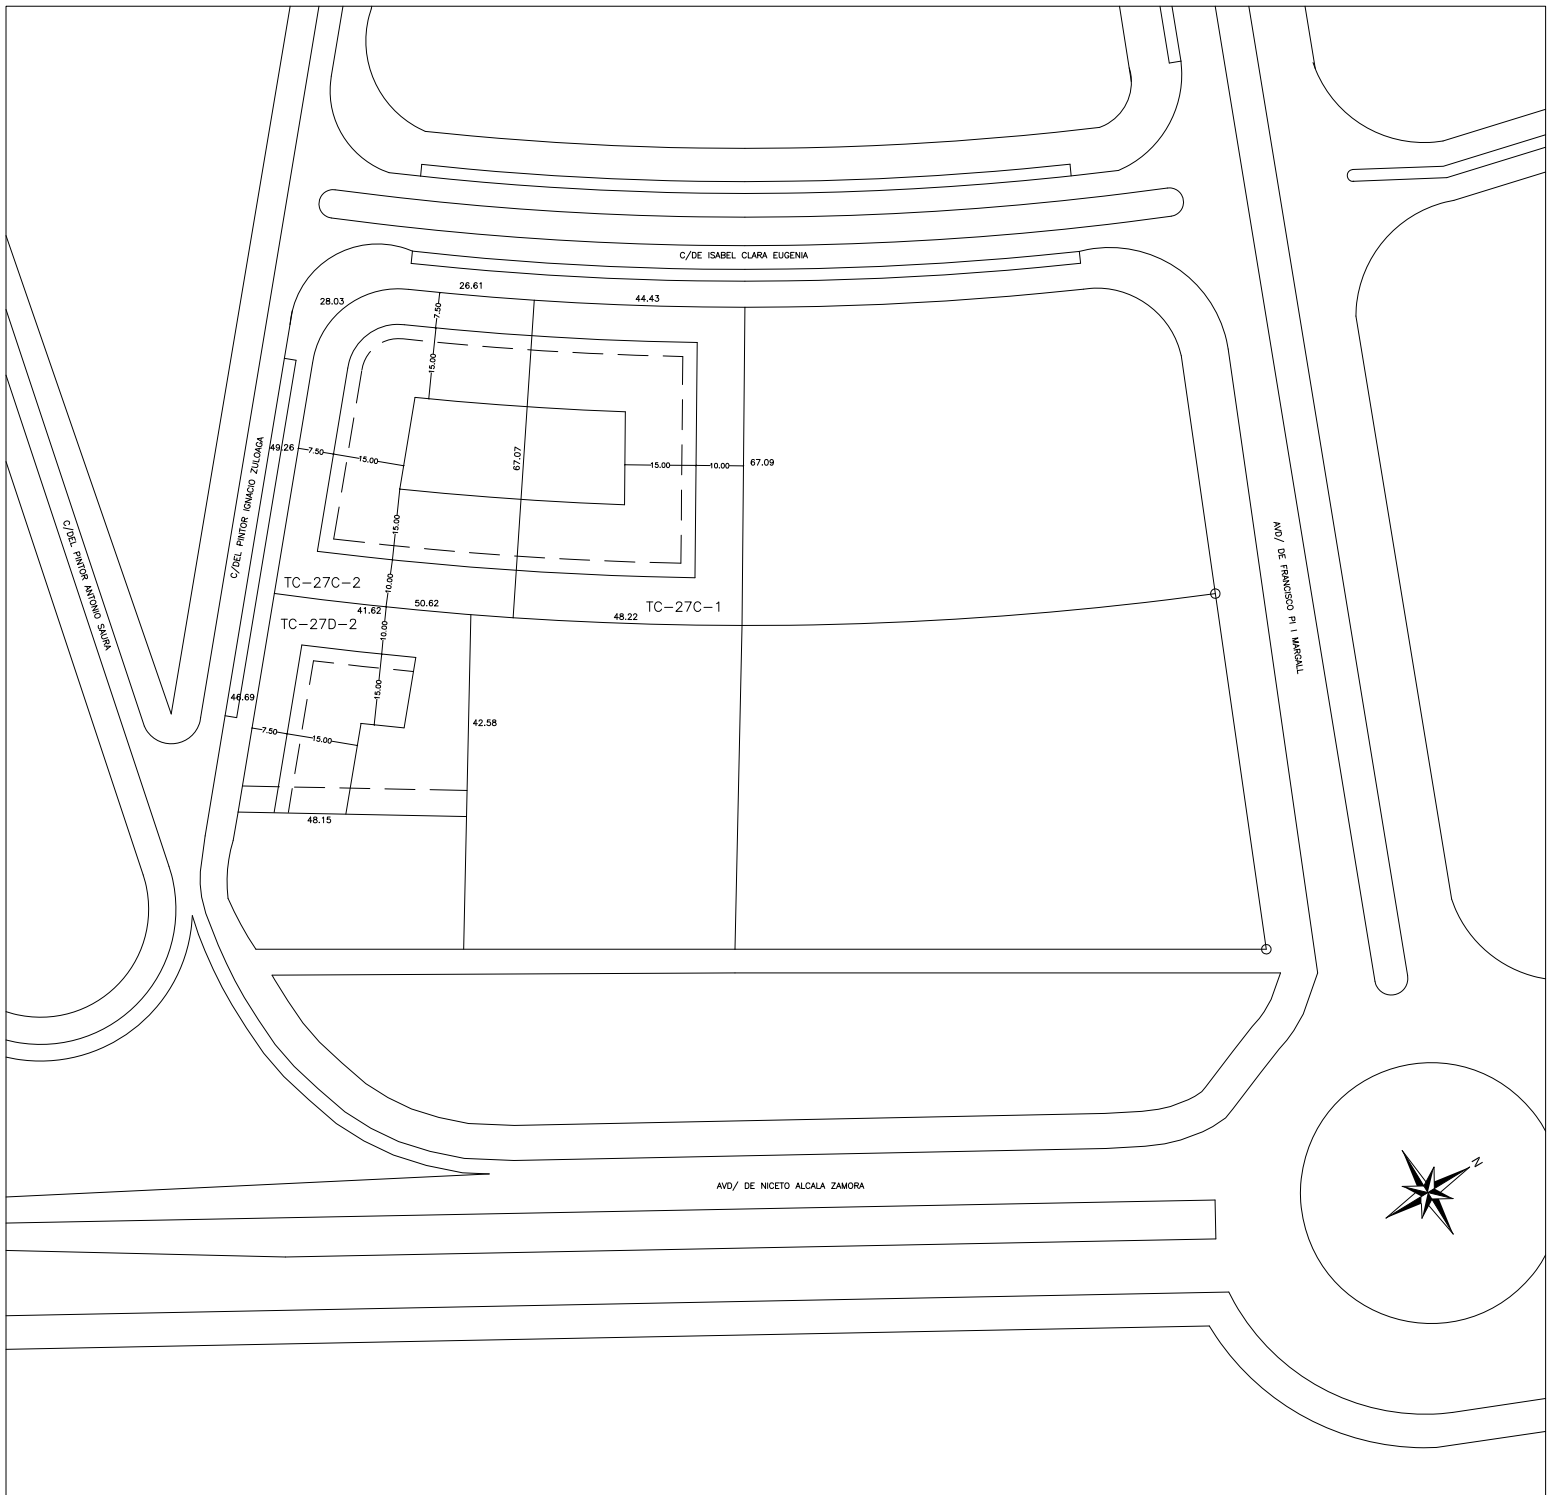 C/DE ISABEL CLARA EUGENIA
26.61
44.43
28.03
7.50
15.00
49.26
7.50
15.00
67.07
15.00
10.00
67.09
C/DEL PINTOR IGNACIO ZULOAGA
C/DEL PINTOR ANTONIO SAURA
AVD/ DE FRANCISCO PI I MARGALL
15.00
10.00
TC-27C-2
50.62
41.62
TC-27C-1
48.22
TC-27D-2
10.00
15.00
46.69
7.50
15.00
42.58
48.15
AVD/ DE NICETO ALCALA ZAMORA
N